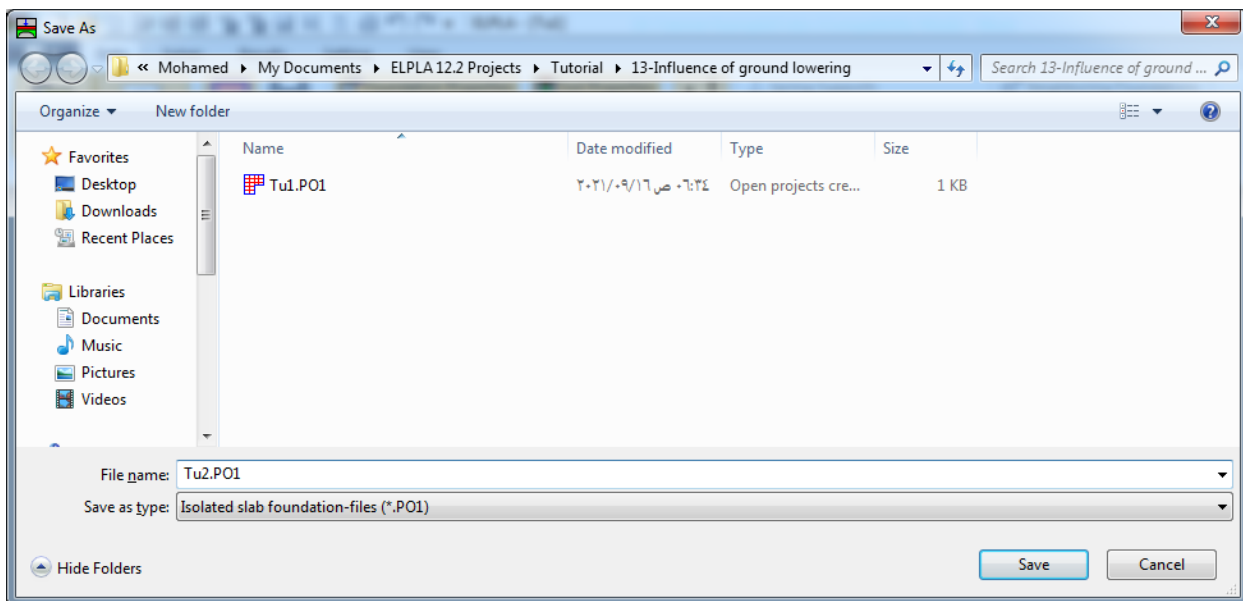 Save As
« Mohamed ▸ My Documents ▸ ELPLA 12.2 Projects ▸ Tutorial ▸ 13-Influence of ground lowering
Search 13-Influence of ground ...
Organize
New folder
Name
Date modified
Type
Size
Favorites
Desktop
Downloads
Recent Places
Libraries
Documents
Music
Pictures
Videos
Tu1.PO1
٢٠٢١/٠٩/١٦ ص ٠٦:٣٤
Open projects cre...
1 KB
File name:
Tu2.PO1
Save as type:
Isolated slab foundation-files (*.PO1)
Hide Folders
Save
Cancel